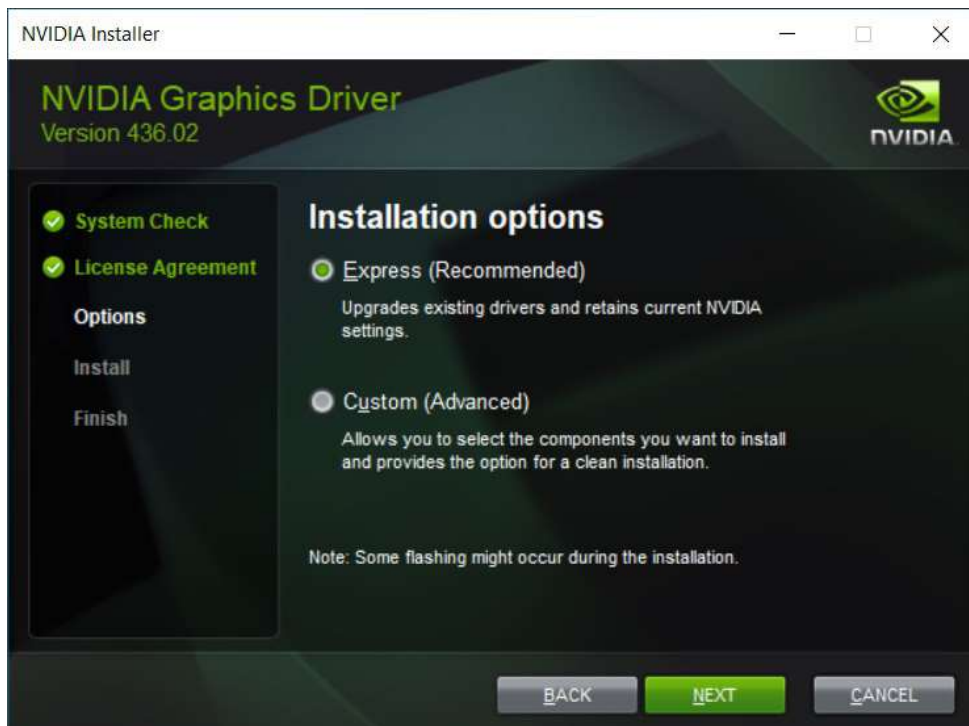 NVIDIA Installer
NVIDIA Graphics Driver
Version 436.02
NVIDIA
System Check
License Agreement
Options
Install
Finish
Installation options
Express (Recommended)
Upgrades existing drivers and retains current NVIDIA
settings.
Custom (Advanced)
Allows you to select the components you want to install
and provides the option for a clean installation.
Note: Some flashing might occur during the installation.
BACK
NEXT
CANCEL